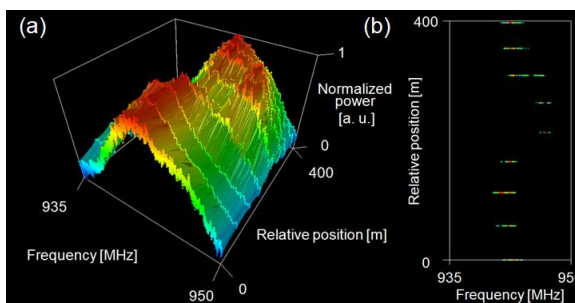 (a)
1
Normalized
power
[a. u.]
0
400
935
Frequency [MHz]
Relative position [m]
950
0
(b)
400
Relative position [m]
0
935
95
Frequency [MHz]